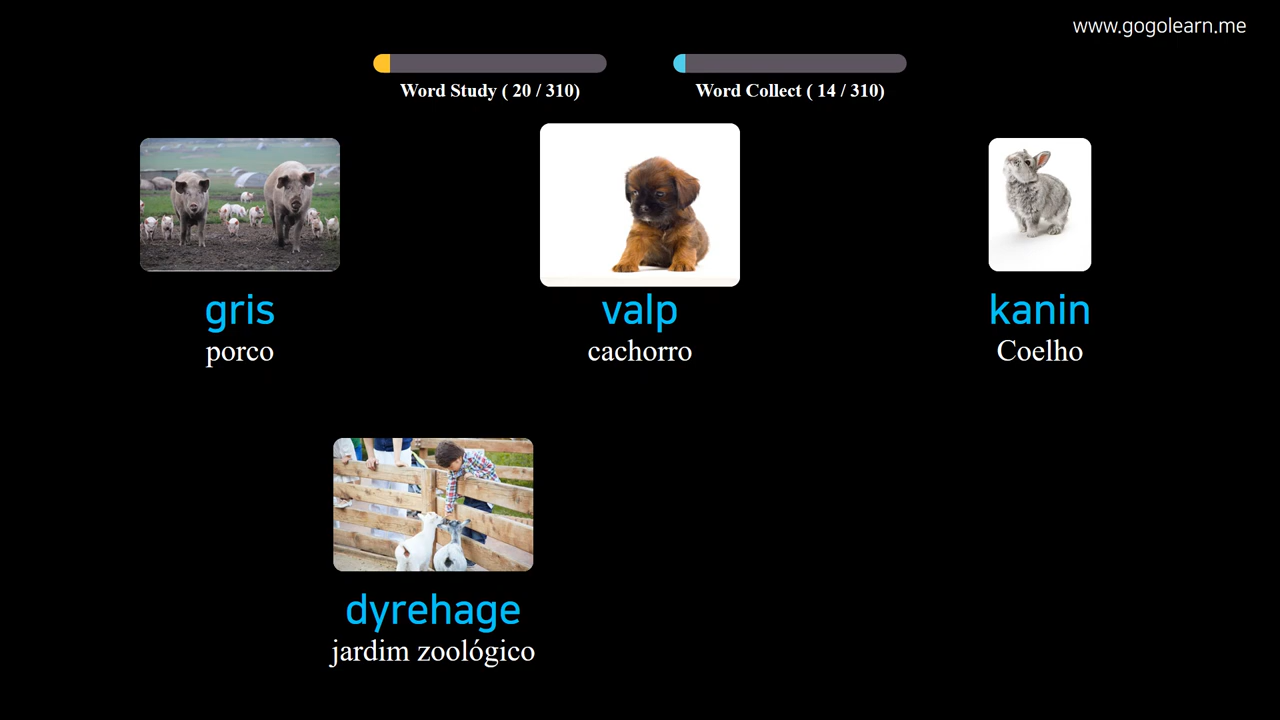 www.gogolearn.me
Word Study ( 20 / 310)
Word Collect ( 14 / 310)
gris
porco
valp
cachorro
kanin
Coelho
dyrehage
jardim zoológico